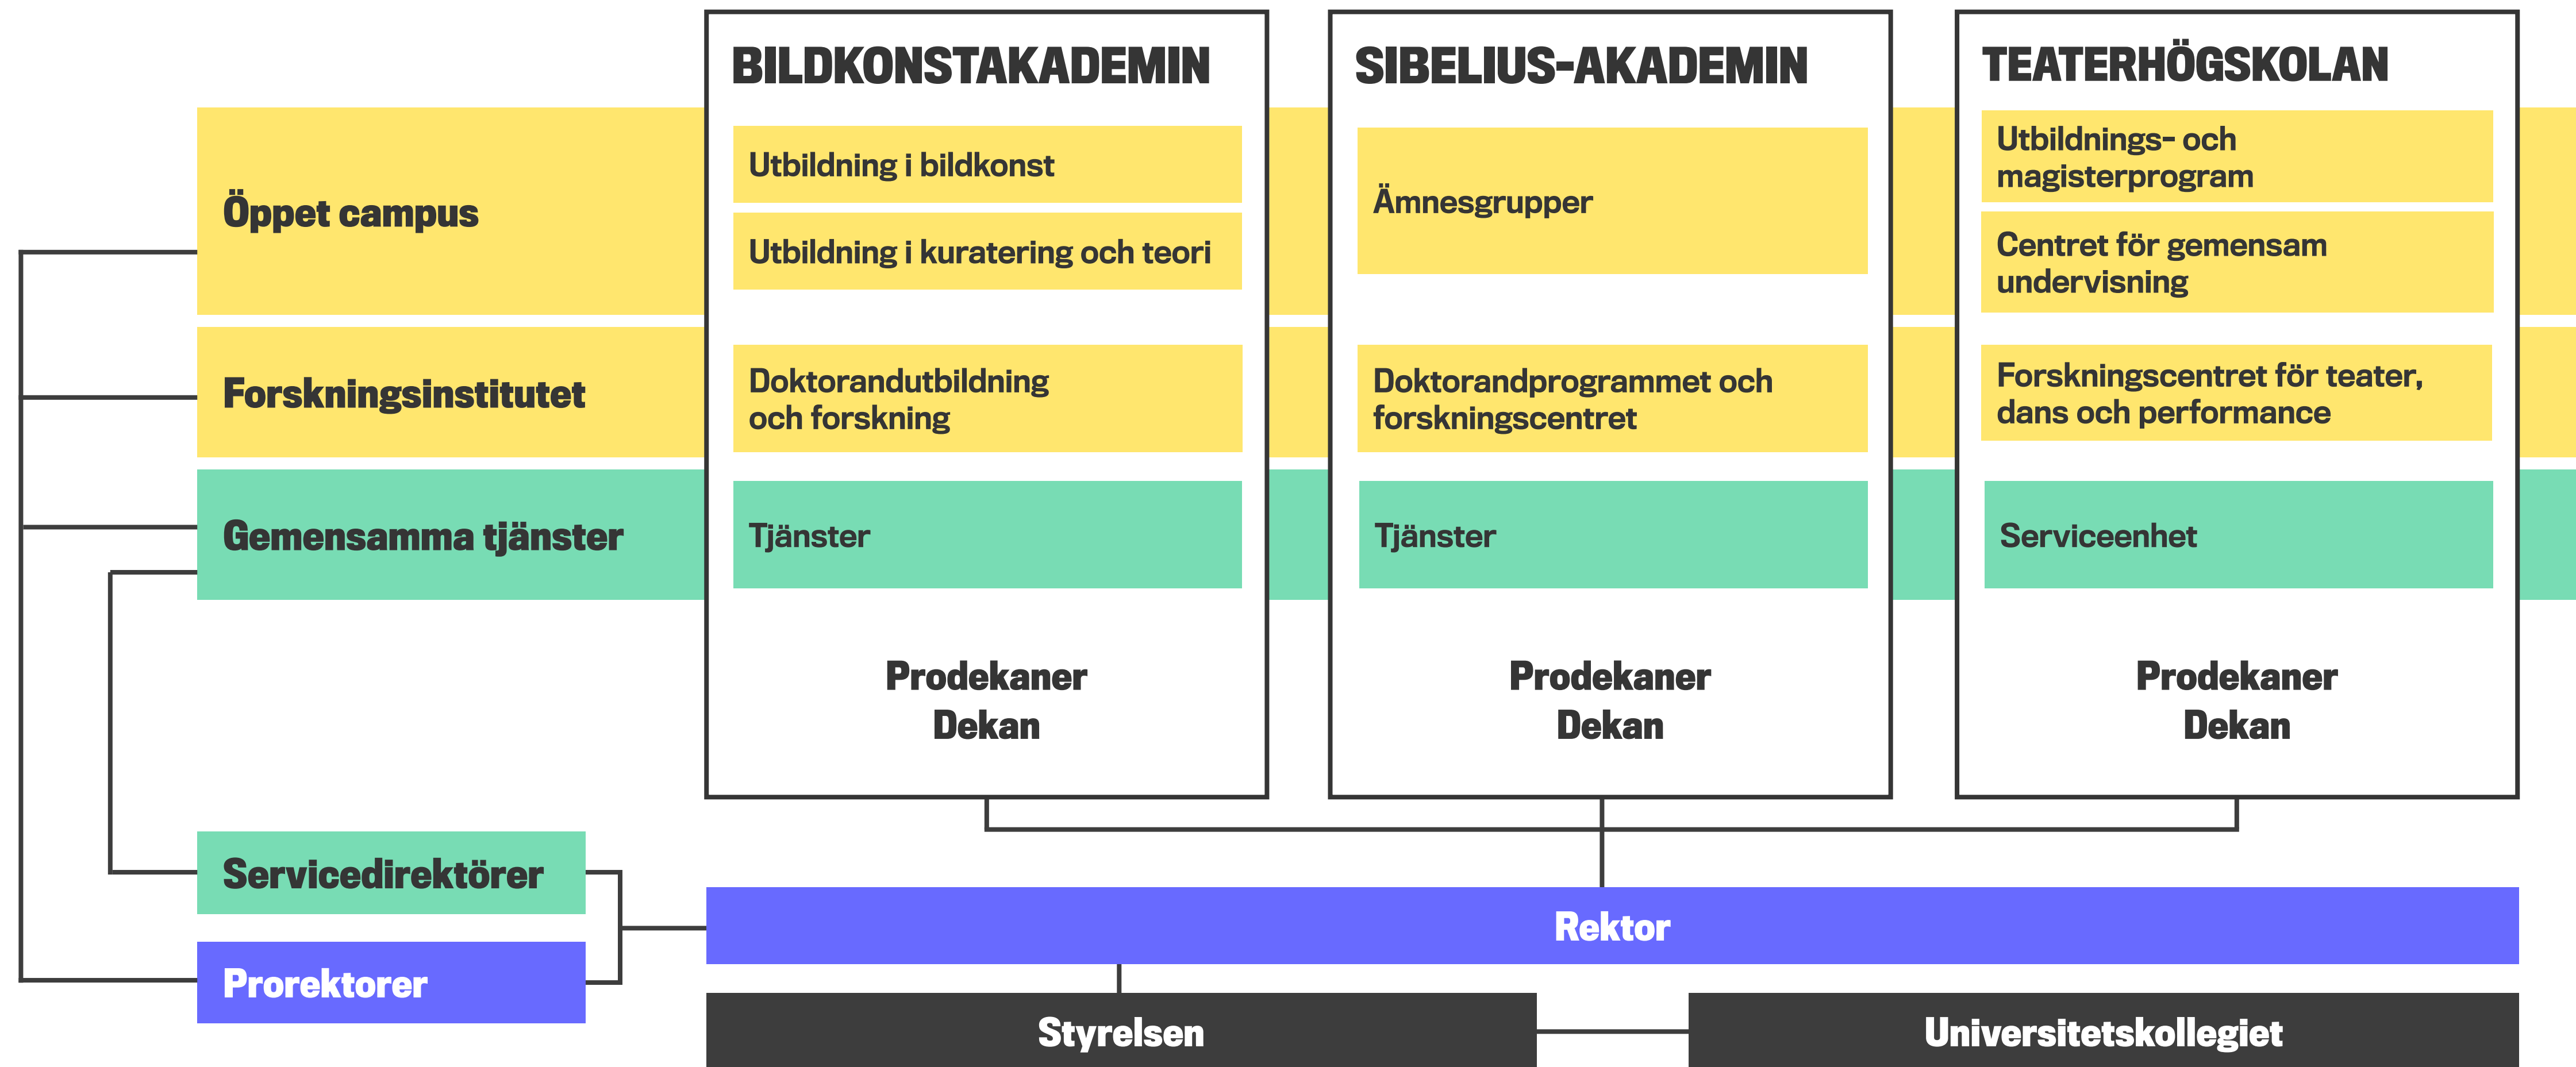 BILDKONSTAKADEMIN
SIBELIUS-AKADEMIN
TEATERHÖGSKOLAN
Öppet campus
Utbildning i bildkonst
Utbildning i kuratering och teori
Ämnesgrupper
Utbildnings- och
magisterprogram
Centret för gemensam
undervisning
Forskningsinstitutet
Doktorandutbildning
och forskning
Doktorandprogrammet och
forskningscentret
Forskningscentret för teater,
dans och performance
Gemensamma tjänster
Tjänster
Tjänster
Serviceenhet
Prodekaner
Dekan
Prodekaner
Dekan
Prodekaner
Dekan
Servicedirektörer
Prorektorer
Rektor
Styrelsen
Universitetskollegiet